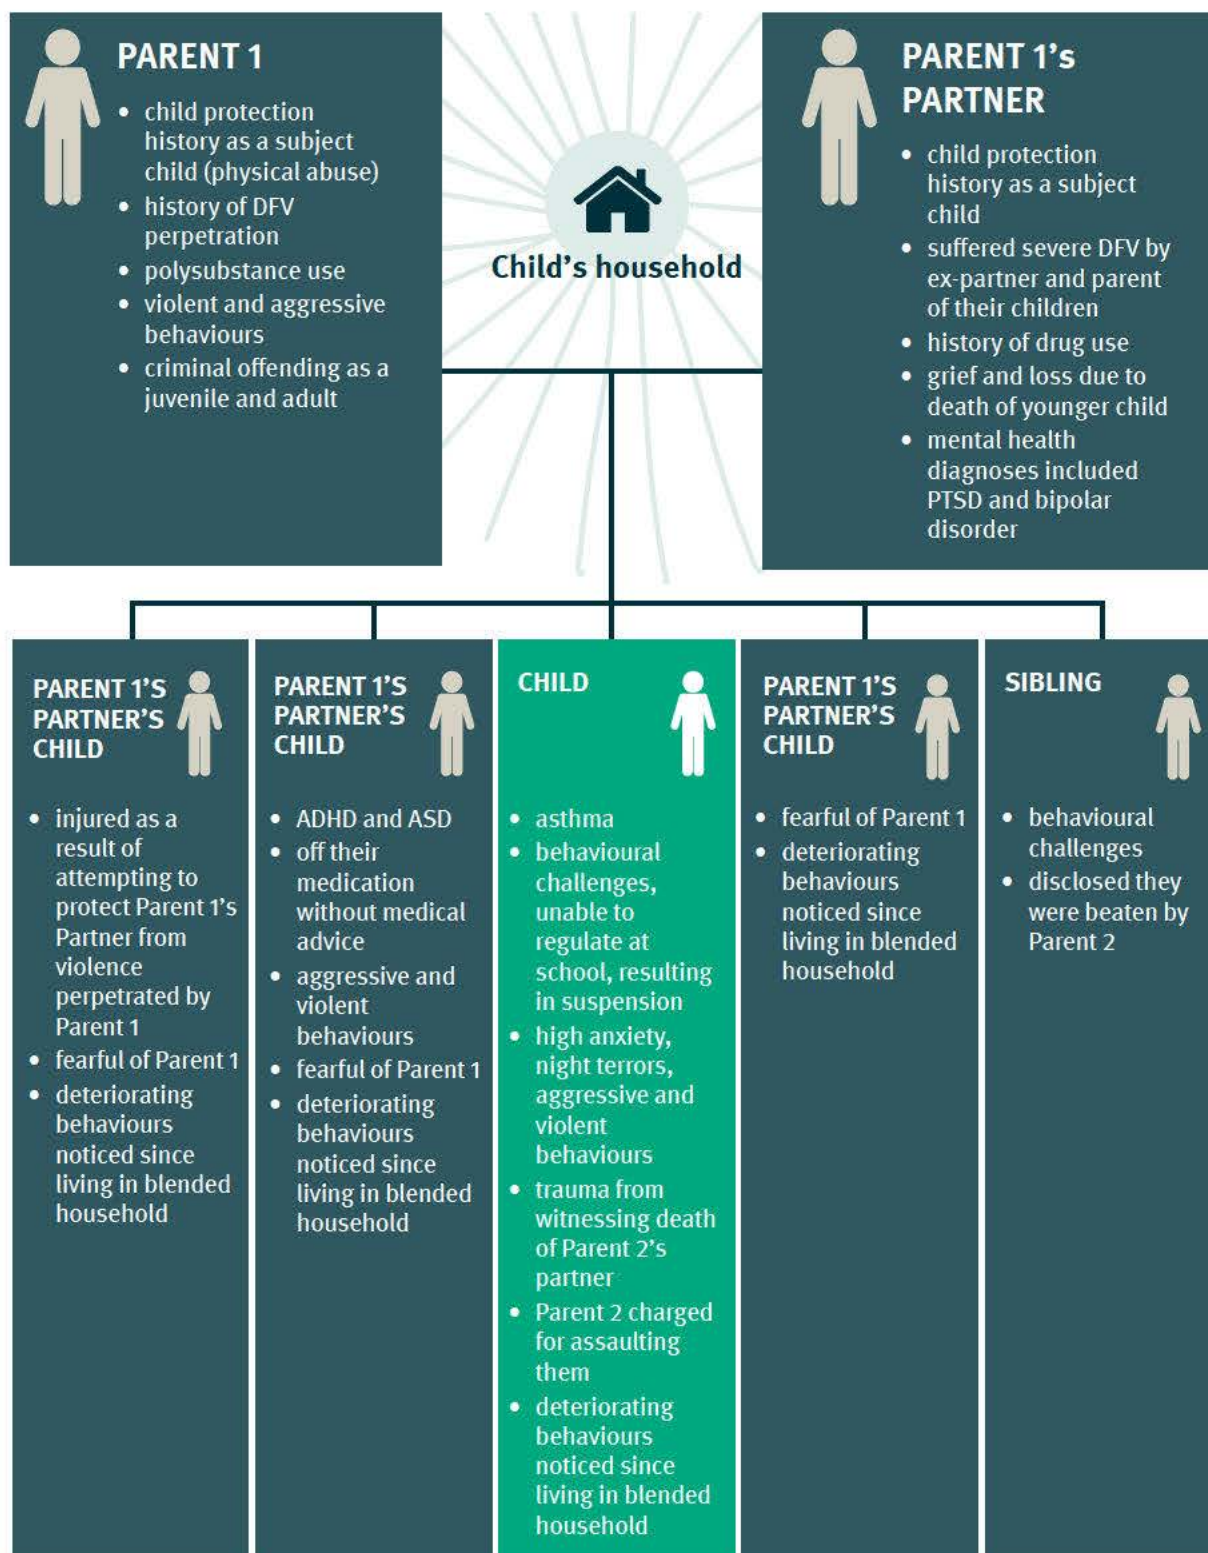 PARENT 1
• child protection
history as a subject
child (physical abuse)
• history of DFV
perpetration
• polysubstance use
• violent and aggressive
behaviours
• criminal offending as a
juvenile and adult
Child's household
PARENT 1's
PARTNER
• child protection
history as a subject
child
• suffered severe DFV by
ex-partner and parent
of their children
• history of drug use
• grief and loss due to
death of younger child
• mental health
diagnoses included
PTSD and bipolar
disorder
PARENT 1'S
PARTNER'S
CHILD
• injured as a
result of
attempting to
protect Parent 1's
Partner from
violence
perpetrated by
Parent 1
• fearful of Parent 1
• deteriorating
behaviours
noticed since
living in blended
household
PARENT 1'S
PARTNER'S
CHILD
• ADHD and ASD
• off their
medication
without medical
advice
• aggressive and
violent
behaviours
• fearful of Parent 1
• deteriorating
behaviours
noticed since
living in blended
household
CHILD
• asthma
• behavioural
challenges,
unable to
regulate at
school, resulting
in suspension
• high anxiety,
night terrors,
aggressive and
violent
behaviours
• trauma from
witnessing death
of Parent 2's
partner
• Parent 2 charged
for assaulting
them
• deteriorating
behaviours
noticed since
living in blended
household
PARENT 1'S
PARTNER'S
CHILD
• fearful of Parent 1
• deteriorating
behaviours
noticed since
living in blended
household
SIBLING
• behavioural
challenges
• disclosed they
were beaten by
Parent 2